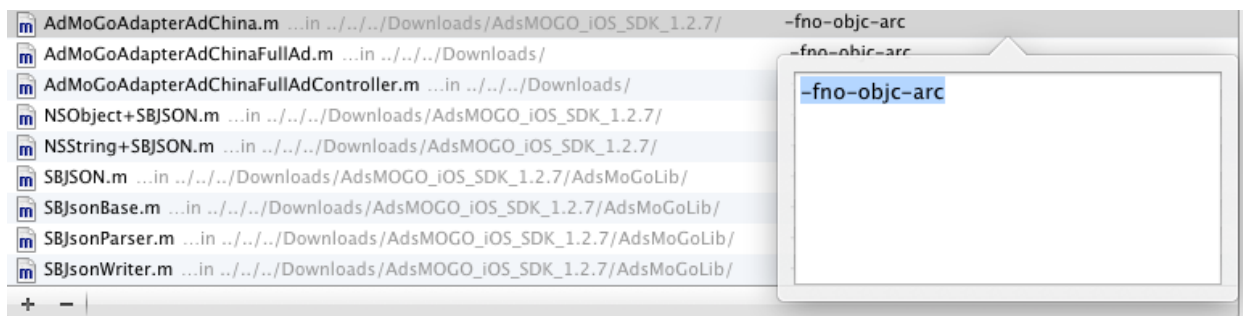 AdMoGoAdapterAdChina.m ...in ../../../Downloads/AdsMOGO_iOS_SDK_1.2.7/ -fno-objc-arc
AdMoGoAdapterAdChinaFullAd.m ...in ../../../Downloads/ -fno-objc-arc
AdMoGoAdapterAdChinaFullAdController.m ...in ../../../Downloads/
-fno-objc-arc
NSObject+SBJSON.m ...in ../../../Downloads/AdsMOGO_iOS_SDK_1.2.7/
NSString+SBJSON.m ...in ../../../Downloads/AdsMOGO_iOS_SDK_1.2.7/
SBJSON.m ...in ../../../Downloads/AdsMOGO_iOS_SDK_1.2.7/AdsMoGoLib/
SBJsonBase.m ...in ../../../Downloads/AdsMOGO_iOS_SDK_1.2.7/AdsMoGoLib/
SBJsonParser.m ...in ../../../Downloads/AdsMOGO_iOS_SDK_1.2.7/AdsMoGoLib/
SBJsonWriter.m ...in ../../../Downloads/AdsMOGO_iOS_SDK_1.2.7/AdsMoGoLib/